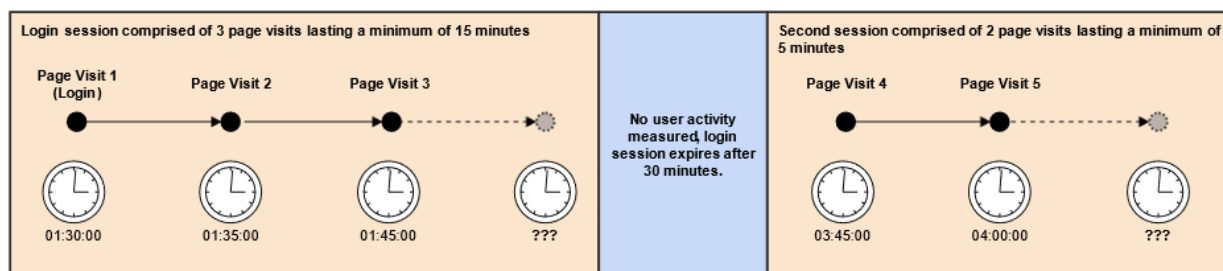 Login session comprised of 3 page visits lasting a minimum of 15 minutes
Page Visit 1
(Login)
Page Visit 2
Page Visit 3
01:30:00
01:35:00
01:45:00
???
No user activity
measured, login
session expires after
30 minutes.
Second session comprised of 2 page visits lasting a minimum of
5 minutes
Page Visit 4
Page Visit 5
03:45:00
04:00:00
???